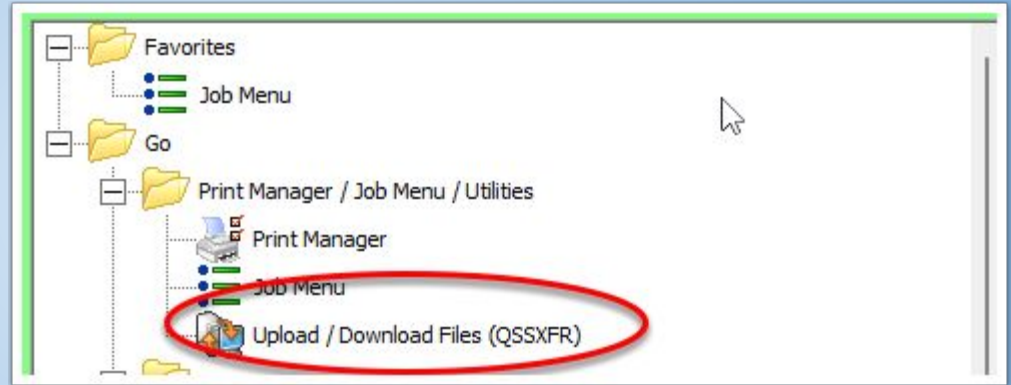 Favorites
Job Menu
Go
Print Manager / Job Menu / Utilities
Print Manager
Job Menu
Upload / Download Files (QSSXFR)